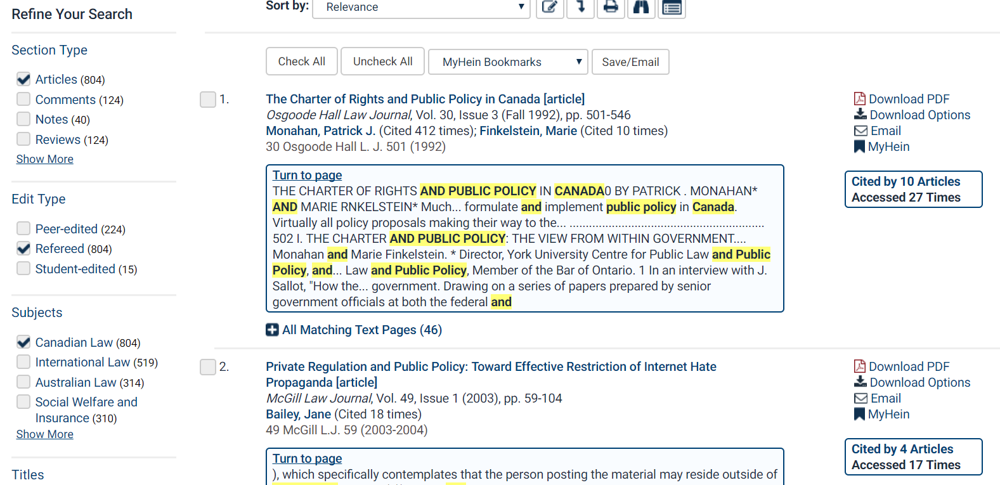 Refine Your Search
Section Type
Articles (804)
Comments (124)
Notes (40)
Reviews (124)
Show More
Edit Type
Peer-edited (224)
Refereed (804)
Student-edited (15)
Subjects
Canadian Law (804)
International Law (519)
Australian Law (314)
Social Welfare and
Insurance (310)
Show More
Titles
Sort by: Relevance
Check All Uncheck All MyHein Bookmarks Save/Email
1. The Charter of Rights and Public Policy in Canada [article]
Osgoode Hall Law Journal, Vol. 30, Issue 3 (Fall 1992), pp. 501-546
Monahan, Patrick J. (Cited 412 times); Finkelstein, Marie (Cited 10 times)
30 Osgoode Hall L. J. 501 (1992)
Turn to page
THE CHARTER OF RIGHTS AND PUBLIC POLICY IN CANADA0 BY PATRICK . MONAHAN*
AND MARIE RNKELSTEIN* Much... formulate and implement public policy in Canada.
Virtually all policy proposals making their way to the... .............................................................
502 I. THE CHARTER AND PUBLIC POLICY: THE VIEW FROM WITHIN GOVERNMENT....
Monahan and Marie Finkelstein. * Director, York University Centre for Public Law and Public
Policy, and... Law and Public Policy, Member of the Bar of Ontario. 1 In an interview with J.
Sallot, "How the... government. Drawing on a series of papers prepared by senior
government officials at both the federal and
All Matching Text Pages (46)
Download PDF
Download Options
Email
MyHein
Cited by 10 Articles
Accessed 27 Times
2. Private Regulation and Public Policy: Toward Effective Restriction of Internet Hate
Propaganda [article]
McGill Law Journal, Vol. 49, Issue 1 (2003), pp. 59-104
Bailey, Jane (Cited 18 times)
49 McGill L.J. 59 (2003-2004)
Turn to page
), which specifically contemplates that the person posting the material may reside outside of
Download PDF
Download Options
Email
MyHein
Cited by 4 Articles
Accessed 17 Times